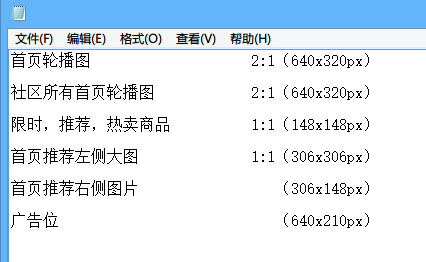 文件(F) 编辑(E) 格式(O) 查看(V) 帮助(H)
首页轮播图 2:1（640x320px）
社区所有首页轮播图 2:1（640x320px）
限时，推荐，热卖商品 1:1（148x148px）
首页推荐左侧大图 1:1（306x306px）
首页推荐右侧图片 （306x148px）
广告位 （640x210px）